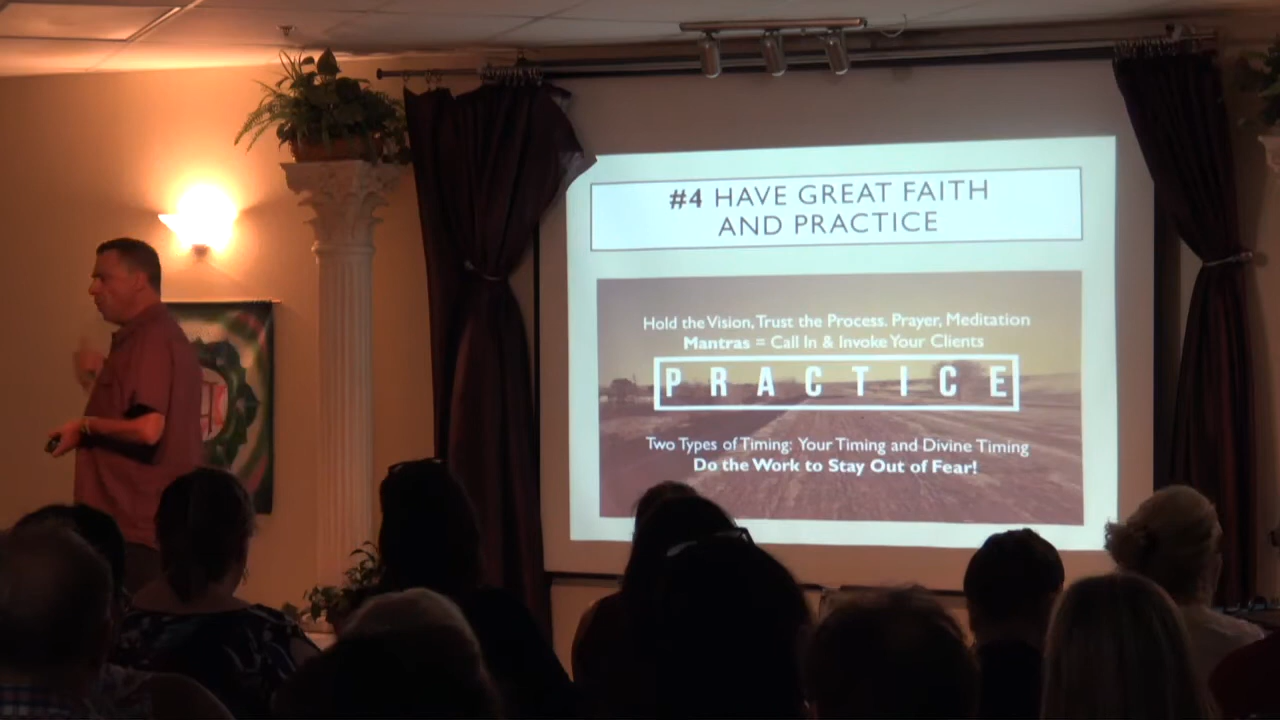 #4 HAVE GREAT FAITH
AND PRACTICE
Hold the Vision, Trust the Process. Prayer, Meditation
Mantras = Call In & Invoke Your Clients
PRACTICE
Two Types of Timing: Your Timing and Divine Timing
Do the Work to Stay Out of Fear!